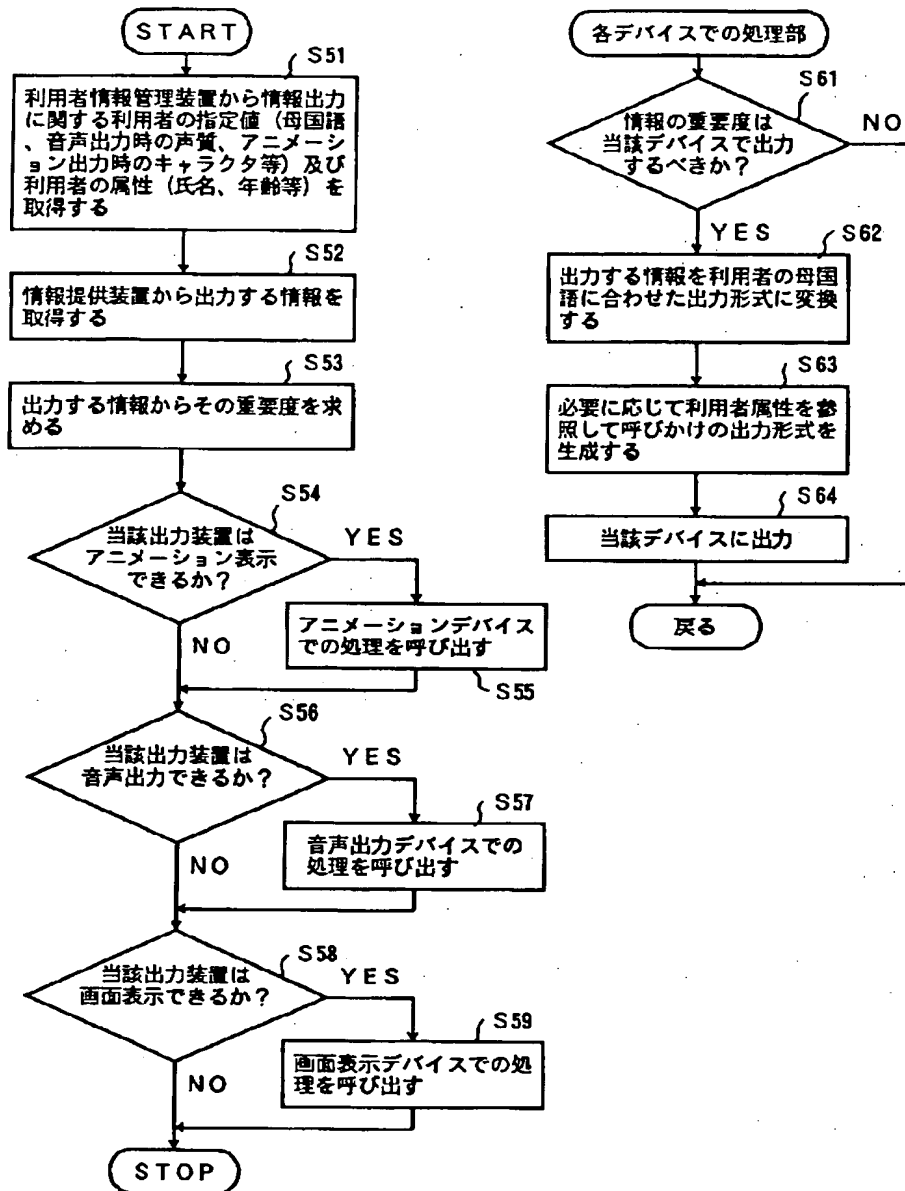 START
S51
利用者情報管理装置から情報出力
に関する利用者の指定値（母国語
、音声出力時の声質、アニメーシ
ョン出力時のキャラクタ等）及び
利用者の属性（氏名、年齢等）を
取得する
S52
情報提供装置から出力する情報を
取得する
S53
出力する情報からその重要度を求
める
S54
当該出力装置は
アニメーション表示
できるか？
YES
NO
アニメーションデバイス
での処理を呼び出す
S55
S56
当該出力装置は
音声出力できるか？
YES
NO
S57
音声出力デバイスでの
処理を呼び出す
S58
当該出力装置は
画面表示できるか？
YES
NO
S59
画面表示デバイスでの処
理を呼び出す
STOP
各デバイスでの処理部
S61
情報の重要度は
当該デバイスで出力
するべきか？
NO
YES
S62
出力する情報を利用者の母国
語に合わせた出力形式に変換
する
S63
必要に応じて利用者属性を参
照して呼びかけの出力形式を
生成する
S64
当該デバイスに出力
戻る